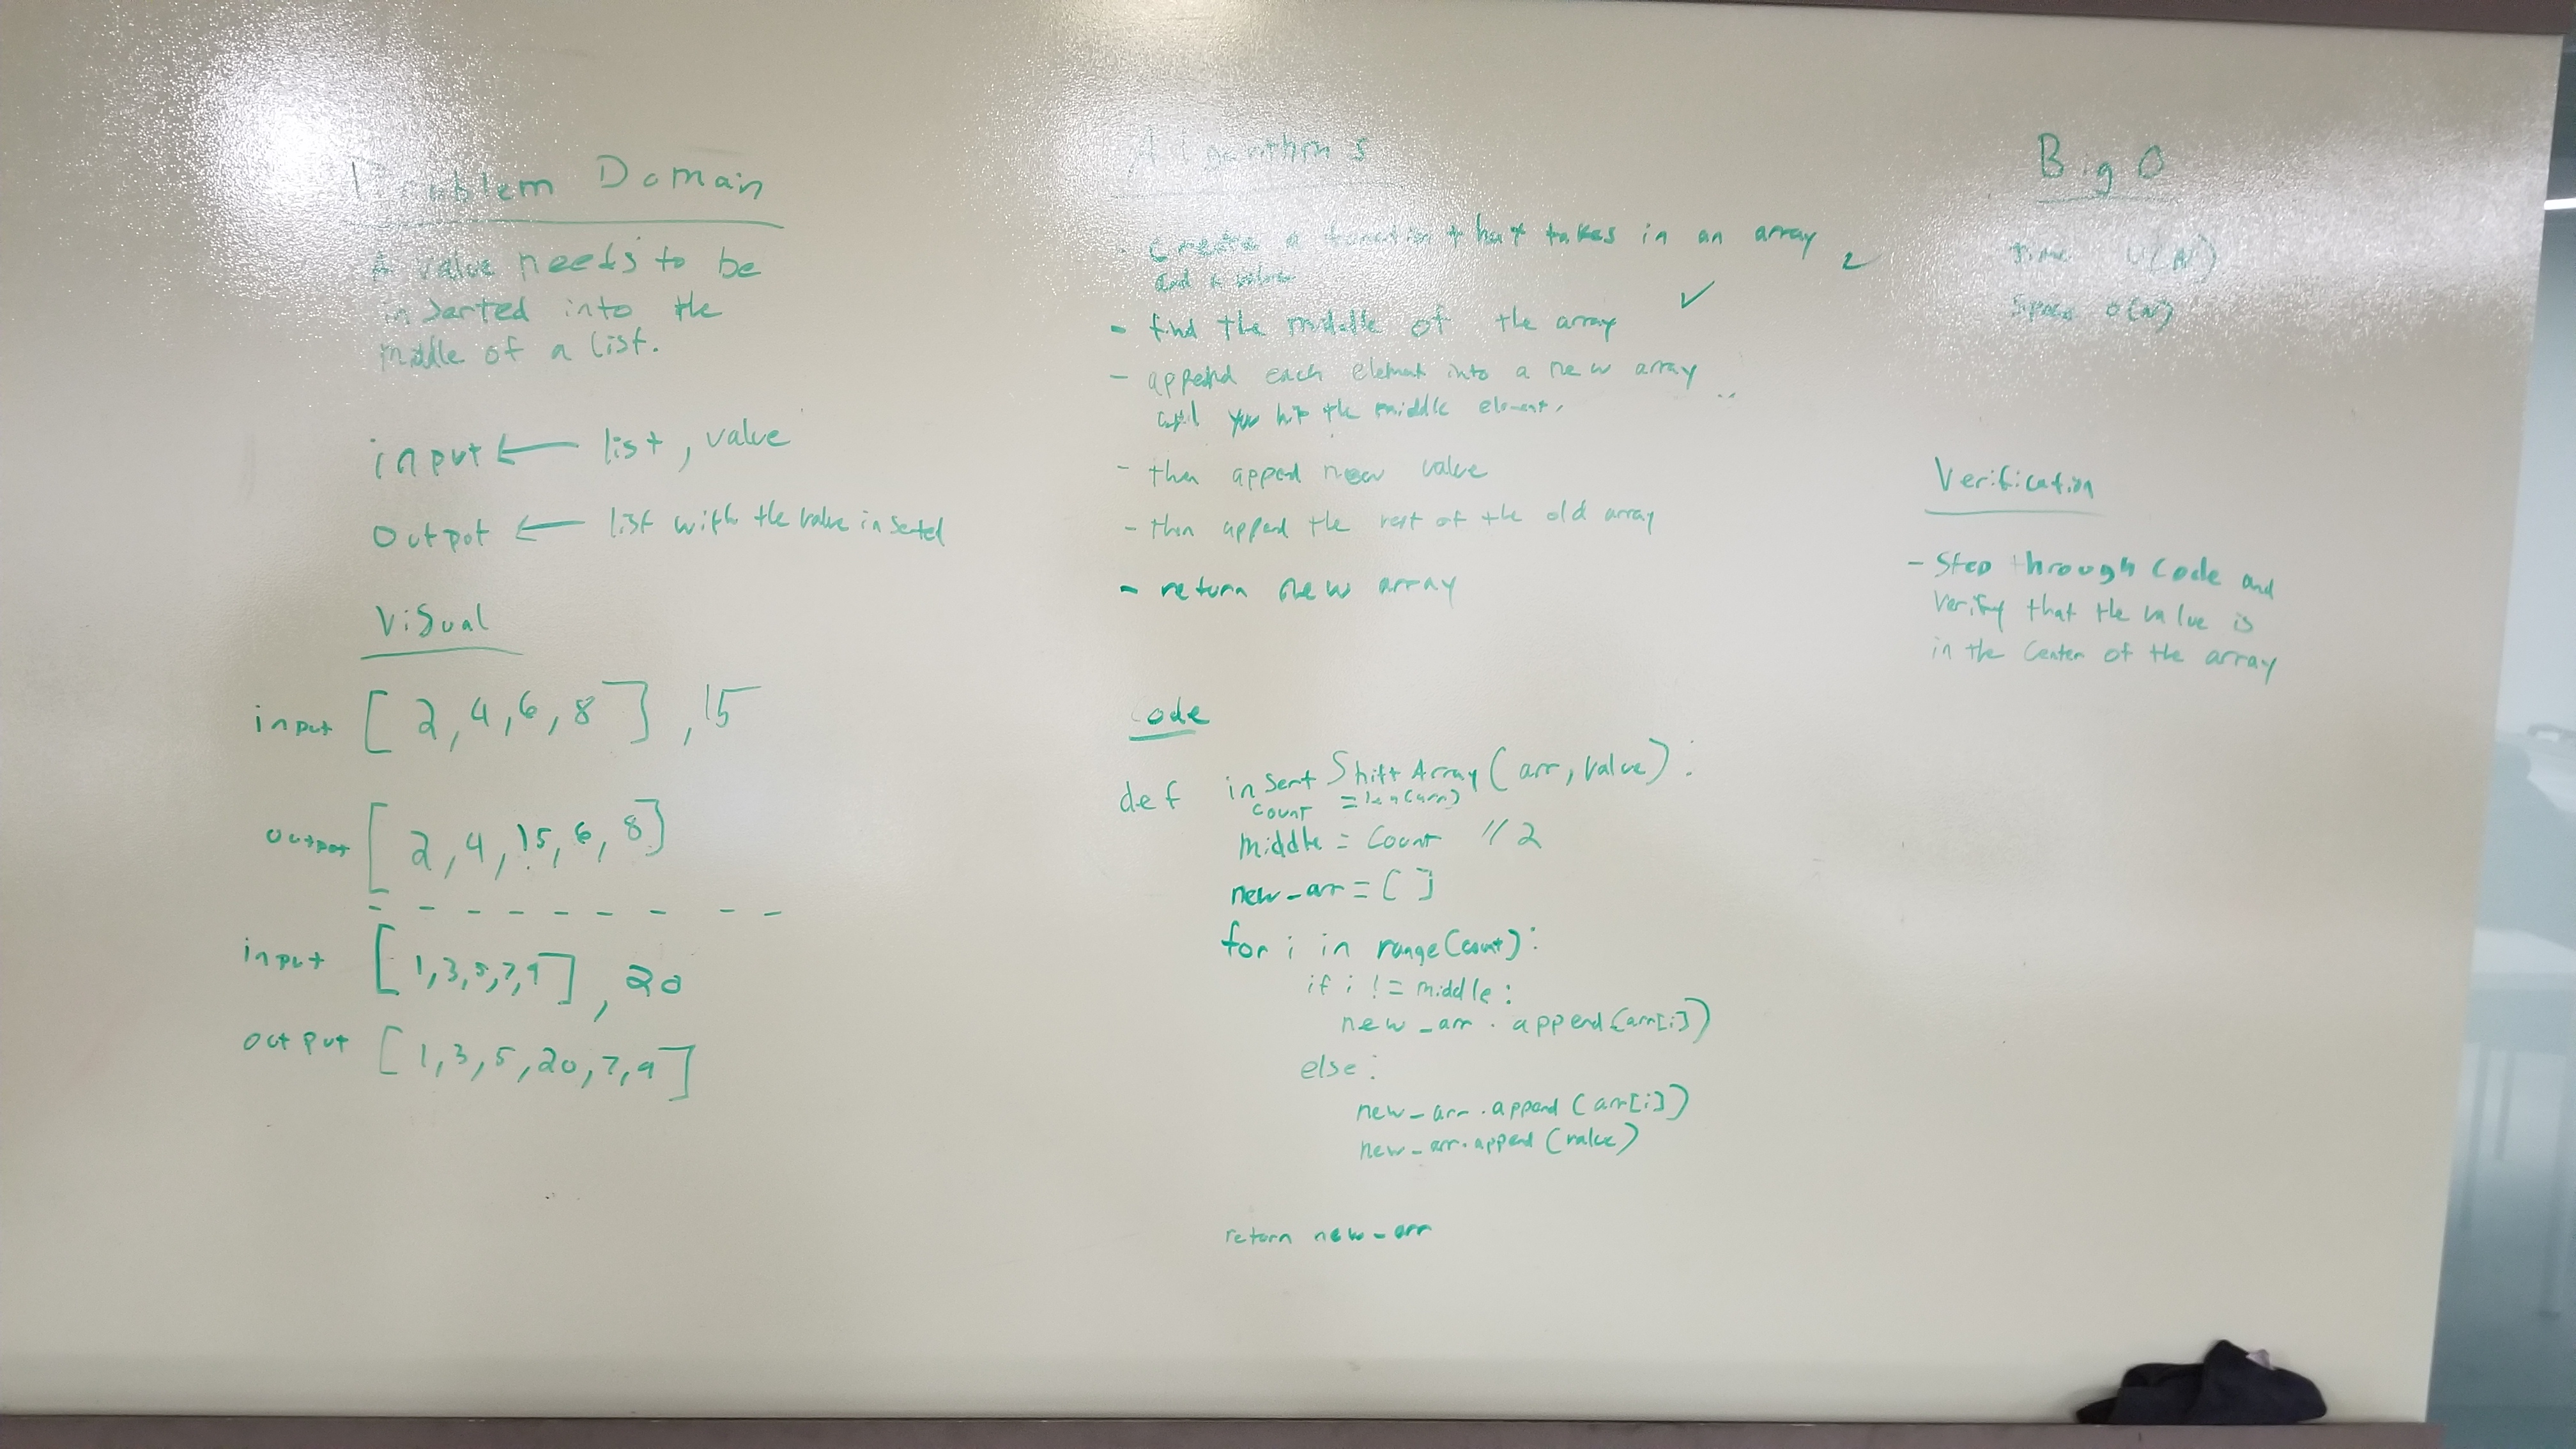 Problem Domain
A value needs to be
inserted into the
middle of a list.
input ← list, value
Output ← list with the value inserted
Visual
input [2,4,6,8],15
output [2,4,15,6,8]
- - - - - - - - -
input [1,3,5,7,9], 20
output [1,3,5,20,7,9]
Algorithms
- Create a function that takes in an array
and a value
- find the middle of the array ✓
- append each element into a new array
until you hit the middle element.
- then append new value
- then append the rest of the old array
- return new array
Code
def insertShiftArray(arr, value):
count = len(arr)
middle = count // 2
new_arr = []
for i in range(count):
if i != middle:
new_arr.append(arr[i])
else:
new_arr.append(arr[i])
new_arr.append(value)
return new_arr
Big O
Time O(N)
Space O(N)
Verification
- Step through Code and
Verify that the value is
in the Center of the array